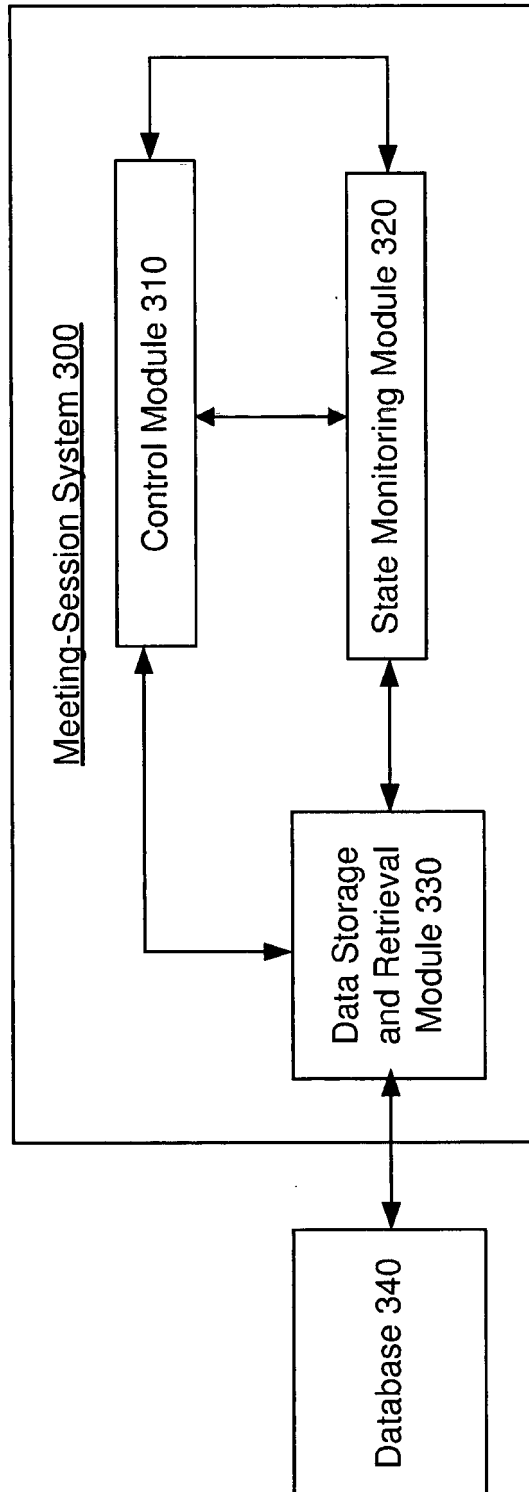 Meeting-Session System 300
Control Module 310
State Monitoring Module 320
Data Storage
and Retrieval
Module 330
Database 340